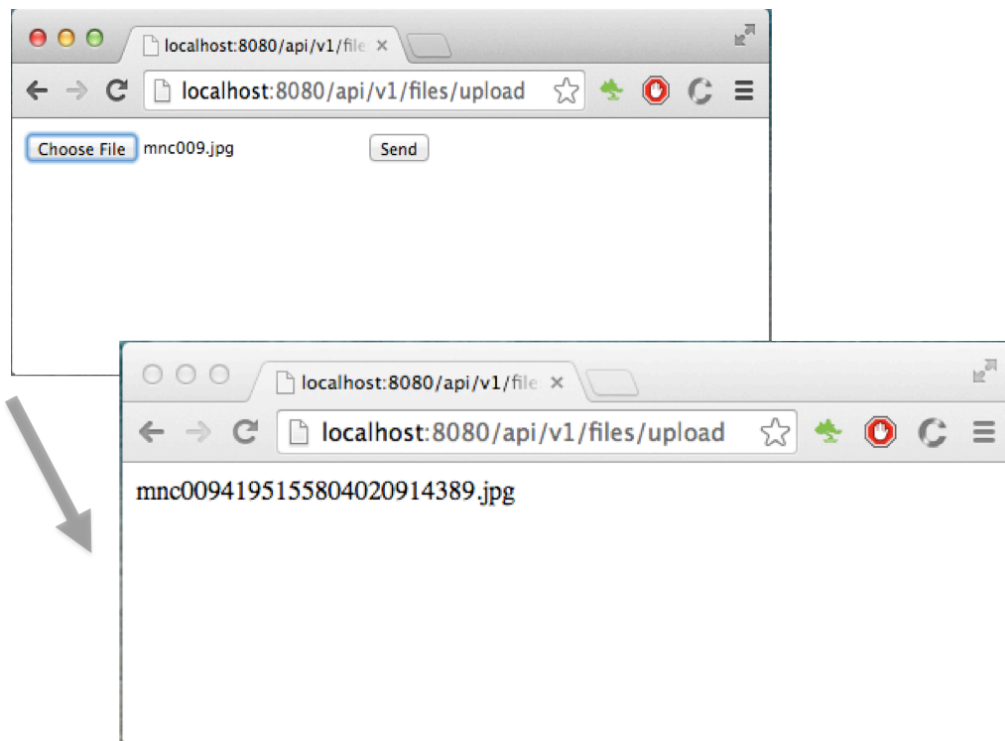 localhost:8080/api/v1/file
localhost:8080/api/v1/files/upload
Choose File mnc009.jpg Send
localhost:8080/api/v1/file
localhost:8080/api/v1/files/upload
mnc0094195155804020914389.jpg